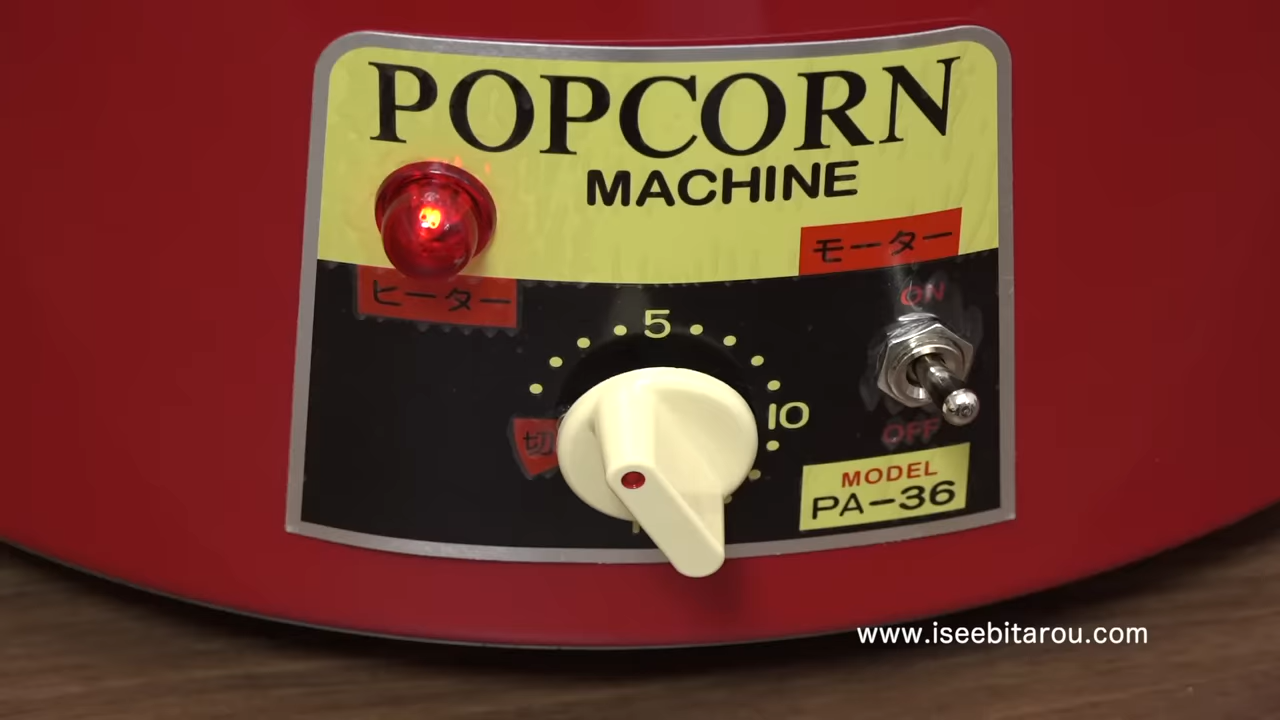 POPCORN
MACHINE
モーター
ヒーター
ON
5
10
切
OFF
MODEL
PA-36
www.iseebitarou.com